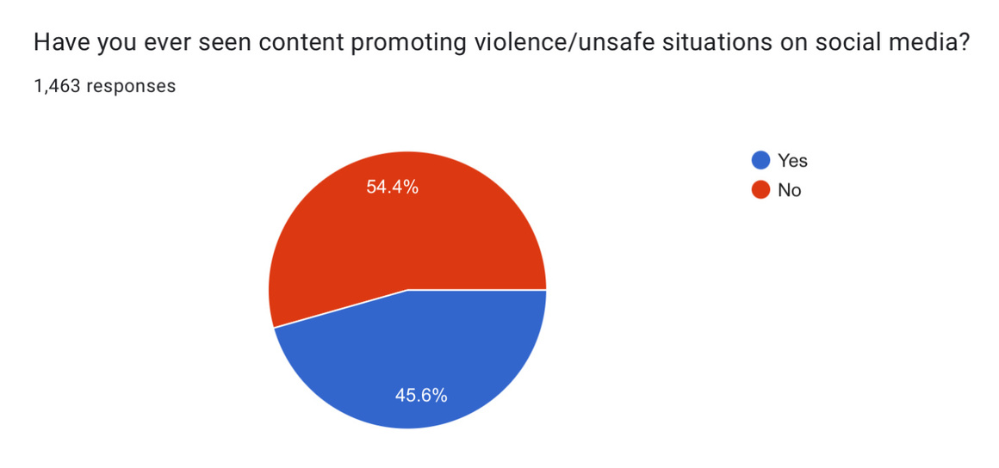 Have you ever seen content promoting violence/unsafe situations on social media?
1,463 responses
Yes
No
54.4%
45.6%